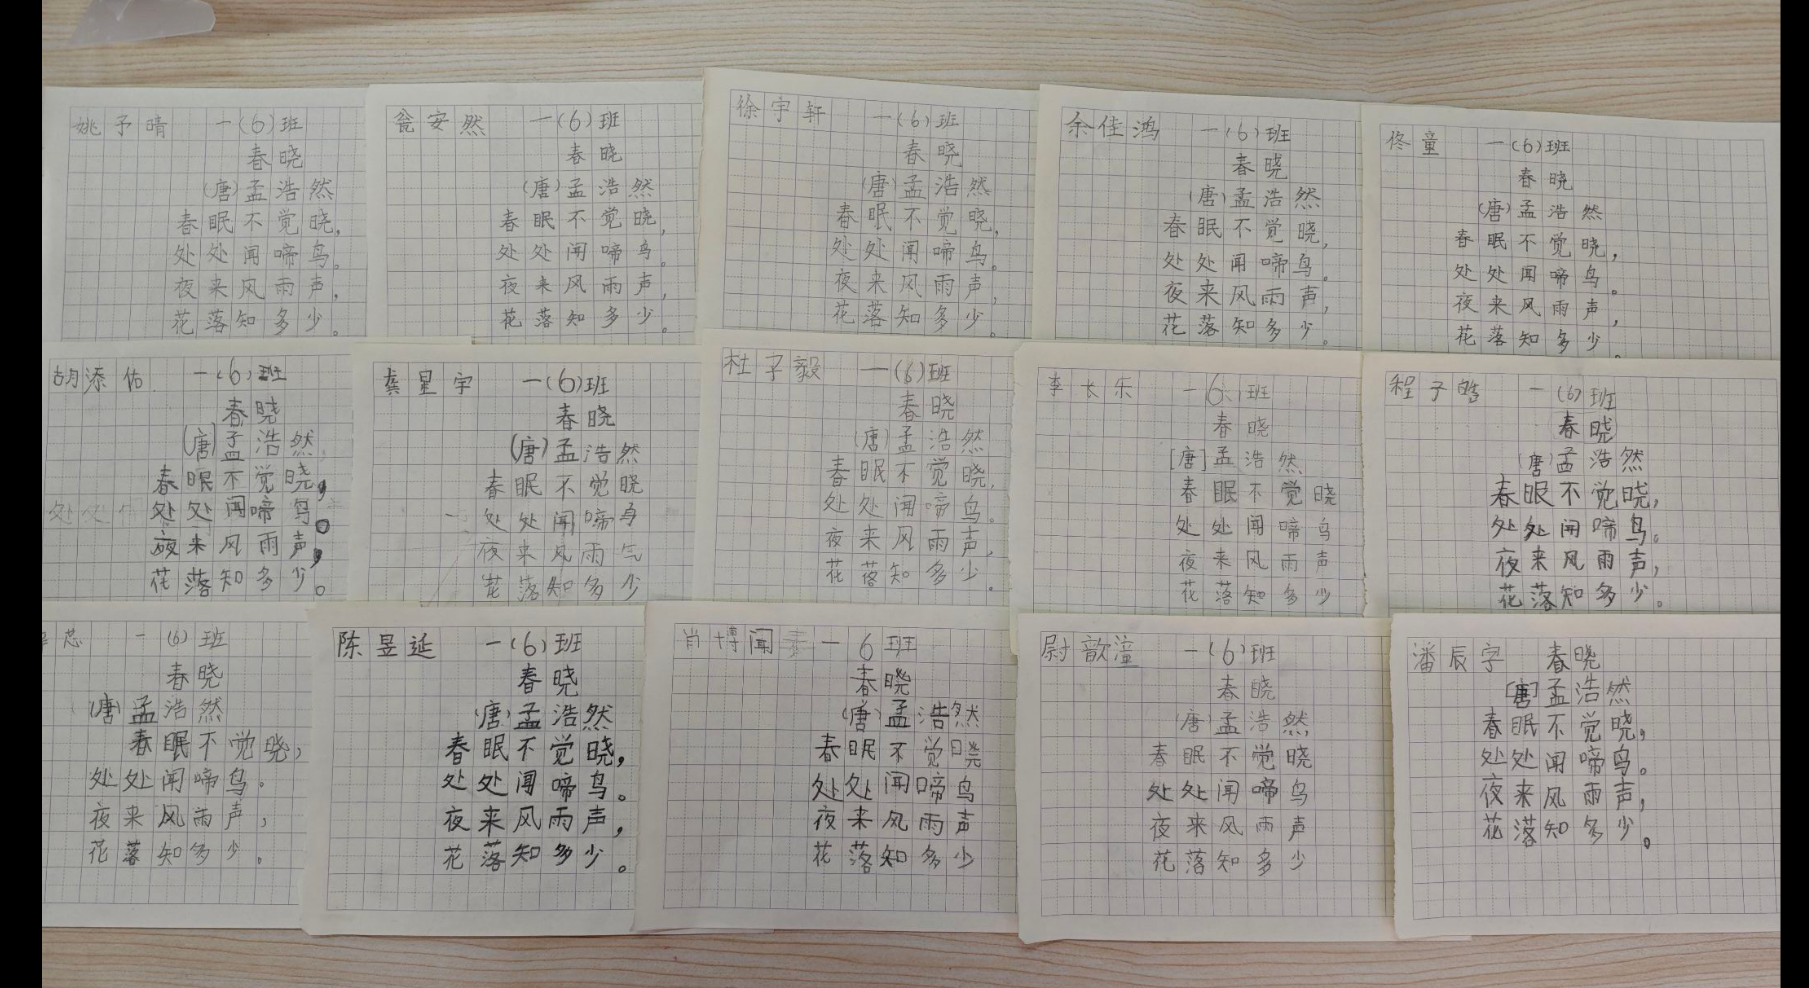 姚予晴 一(6)班
春晓
(唐)孟浩然
春眠不觉晓,
处处闻啼鸟。
夜来风雨声,
花落知多少。
瓮安然 一(6)班
春晓
(唐)孟浩然
春眠不觉晓,
处处闻啼鸟。
夜来风雨声,
花落知多少。
徐宇轩 一(6)班
春晓
(唐)孟浩然
春眠不觉晓,
处处闻啼鸟。
夜来风雨声,
花落知多少。
余佳鸿 一(6)班
春晓
(唐)孟浩然
春眠不觉晓,
处处闻啼鸟。
夜来风雨声,
花落知多少。
佟童 一(6)班
春晓
(唐)孟浩然
春眠不觉晓,
处处闻啼鸟。
夜来风雨声,
花落知多少。
胡添佑 一(6)班
春晓
(唐)孟浩然
春眠不觉晓,
处处闻啼鸟。
夜来风雨声,
花落知多少。
龚星宇 一(6)班
春晓
(唐)孟浩然
春眠不觉晓
处处闻啼鸟
夜来风雨
花落知多少
杜子毅 一(6)班
春晓
(唐)孟浩然
春眠不觉晓,
处处闻啼鸟。
夜来风雨声,
花落知多少。
李长乐 一6班
春晓
[唐]孟浩然
春眠不觉晓
处处闻啼鸟
夜来风雨声
花落知多少
程子皓 一(6)班
春晓
(唐)孟浩然
春眠不觉晓,
处处闻啼鸟。
夜来风雨声,
花落知多少。
芯 一(6)班
春晓
(唐)孟浩然
春眠不觉晓,
处处闻啼鸟。
夜来风雨声,
花落知多少。
陈昱延 一(6)班
春晓
(唐)孟浩然
春眠不觉晓,
处处闻啼鸟。
夜来风雨声,
花落知多少。
肖博闻 一6班
春晓
(唐)孟浩然
春眠不觉晓
处处闻啼鸟
夜来风雨声
花落知多少
尉歆溢 一(6)班
春晓
(唐)孟浩然
春眠不觉晓
处处闻啼鸟
夜来风雨声
花落知多少
潘辰宇 春晓
[唐]孟浩然
春眠不觉晓,
处处闻啼鸟。
夜来风雨声,
花落知多少。